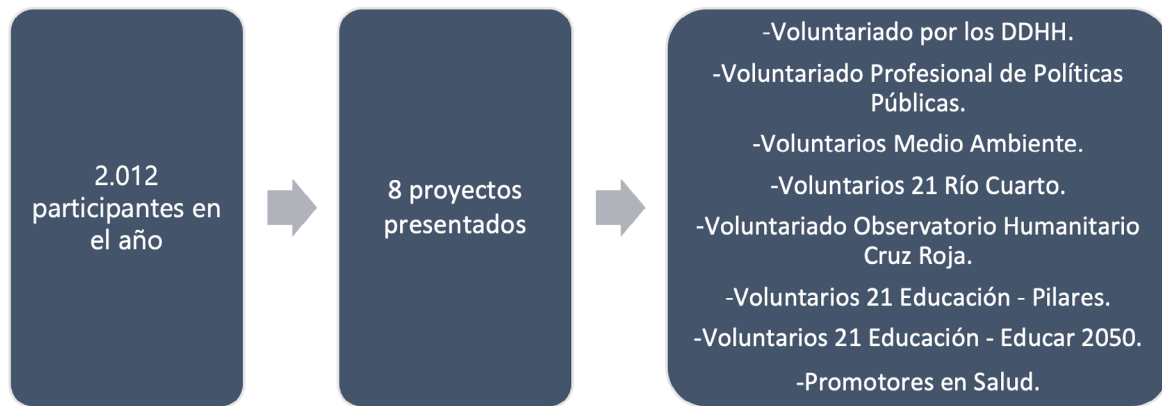 2.012
participantes en
el año
8 proyectos
presentados
-Voluntariado por los DDHH.
-Voluntariado Profesional de Políticas
Públicas.
-Voluntarios Medio Ambiente.
-Voluntarios 21 Río Cuarto.
-Voluntariado Observatorio Humanitario
Cruz Roja.
-Voluntarios 21 Educación - Pilares.
-Voluntarios 21 Educación - Educar 2050.
-Promotores en Salud.